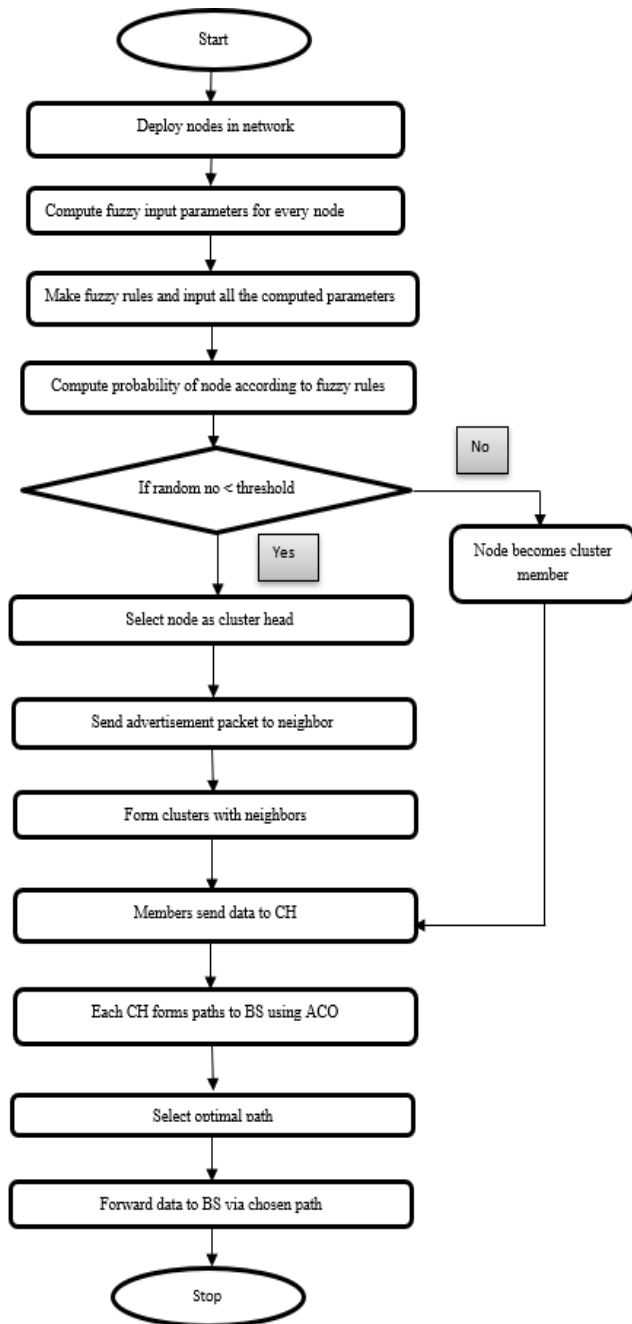 Start
Deploy nodes in network
Compute fuzzy input parameters for every node
Make fuzzy rules and input all the computed parameters
Compute probability of node according to fuzzy rules
If random no < threshold
No
Yes
Node becomes cluster
member
Select node as cluster head
Send advertisement packet to neighbor
Form clusters with neighbors
Members send data to CH
Each CH forms paths to BS using ACO
Select optimal path
Forward data to BS via chosen path
Stop